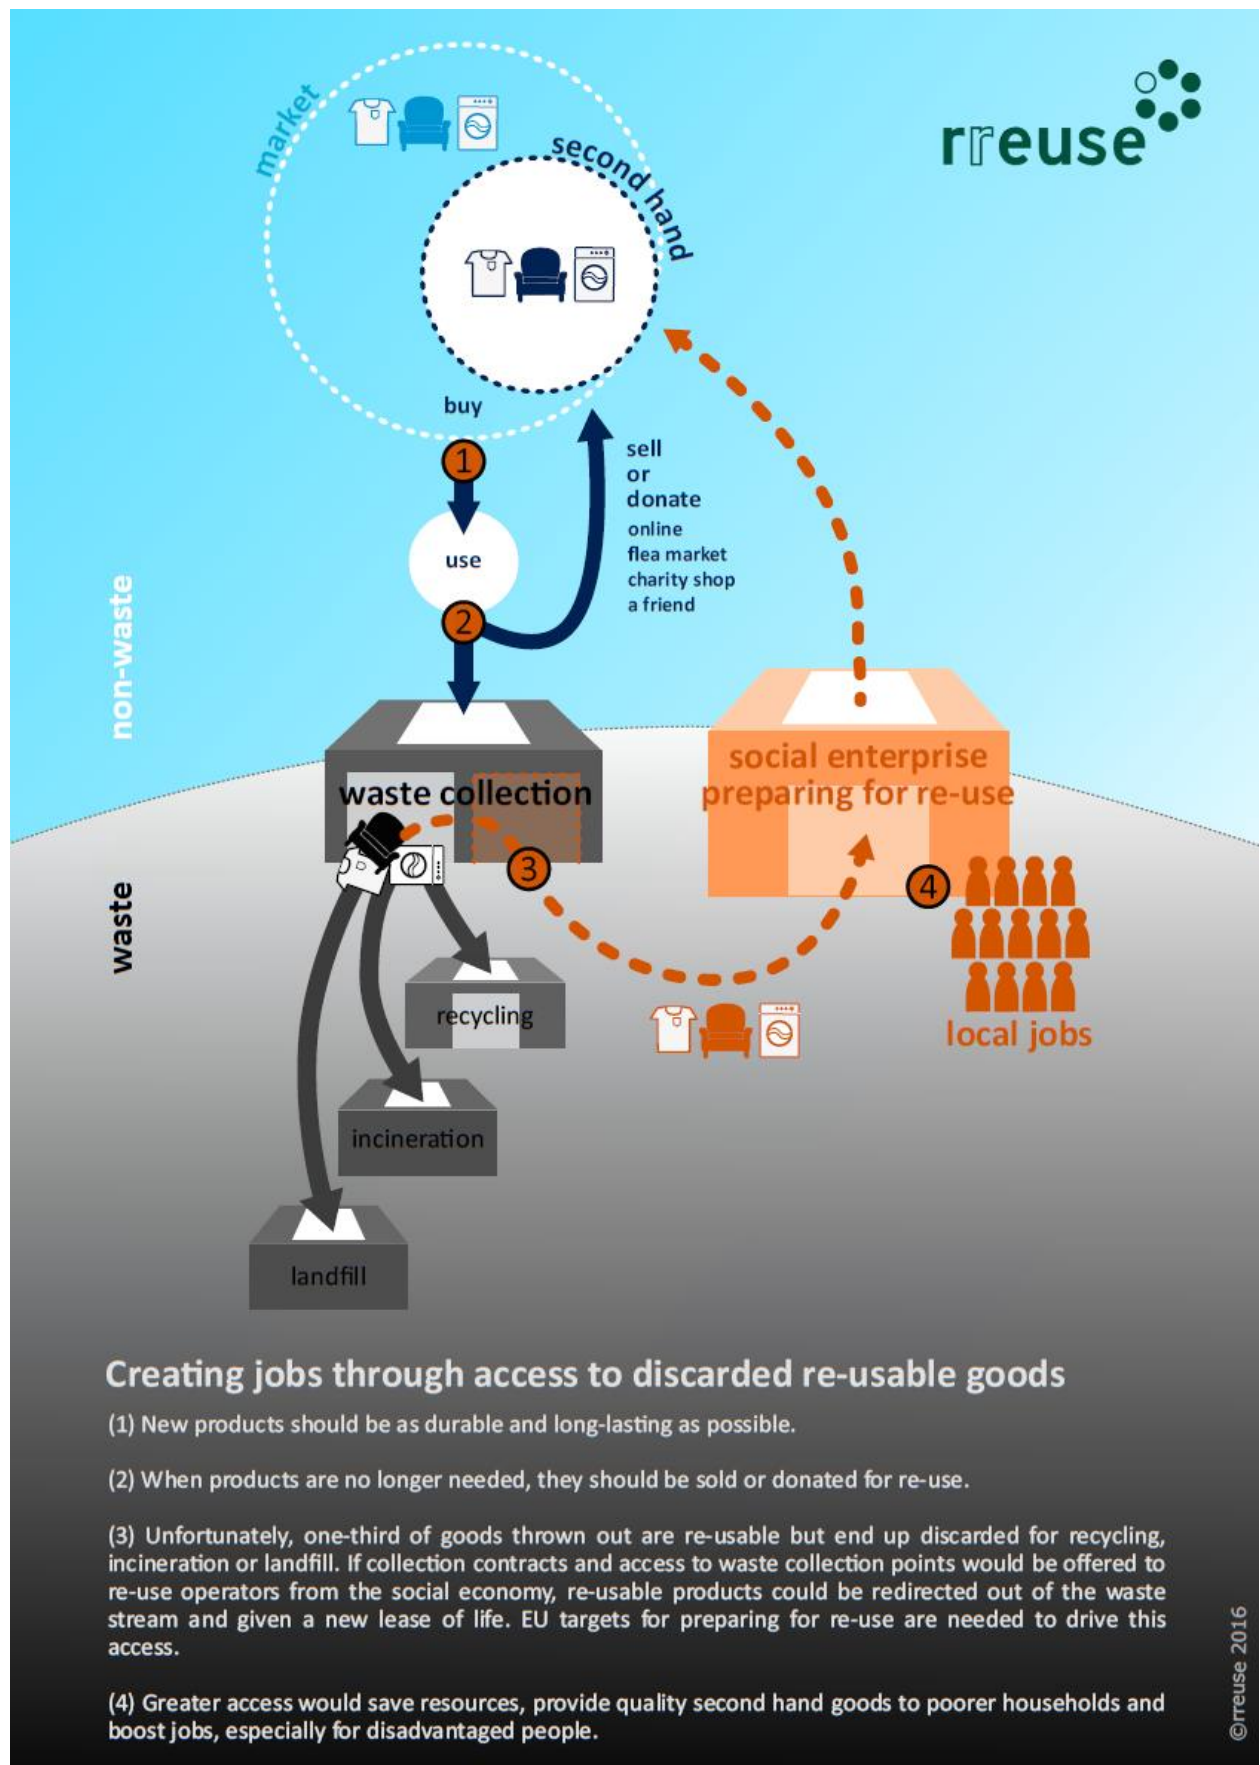 market
second hand
rreuse
buy
1
sell
or
donate
online
flea market
charity shop
a friend
use
2
non-waste
waste collection
social enterprise
preparing for re-use
3
4
waste
recycling
local jobs
incineration
landfill
Creating jobs through access to discarded re-usable goods
(1) New products should be as durable and long-lasting as possible.
(2) When products are no longer needed, they should be sold or donated for re-use.
(3) Unfortunately, one-third of goods thrown out are re-usable but end up discarded for recycling,
incineration or landfill. If collection contracts and access to waste collection points would be offered to
re-use operators from the social economy, re-usable products could be redirected out of the waste
stream and given a new lease of life. EU targets for preparing for re-use are needed to drive this
access.
(4) Greater access would save resources, provide quality second hand goods to poorer households and
boost jobs, especially for disadvantaged people.
©rreuse 2016